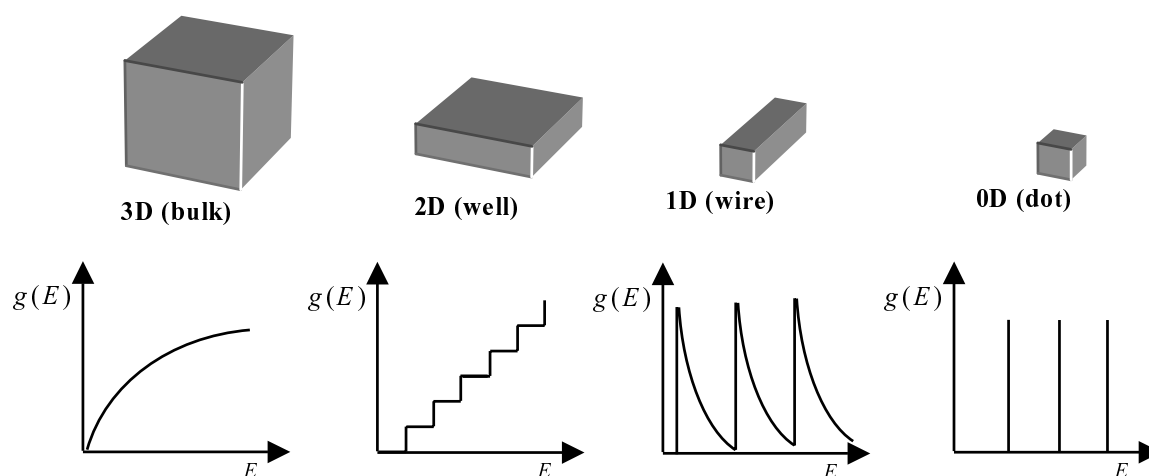 3D (bulk)
2D (well)
1D (wire)
0D (dot)
g(E)
g(E)
g(E)
g(E)
E
E
E
E